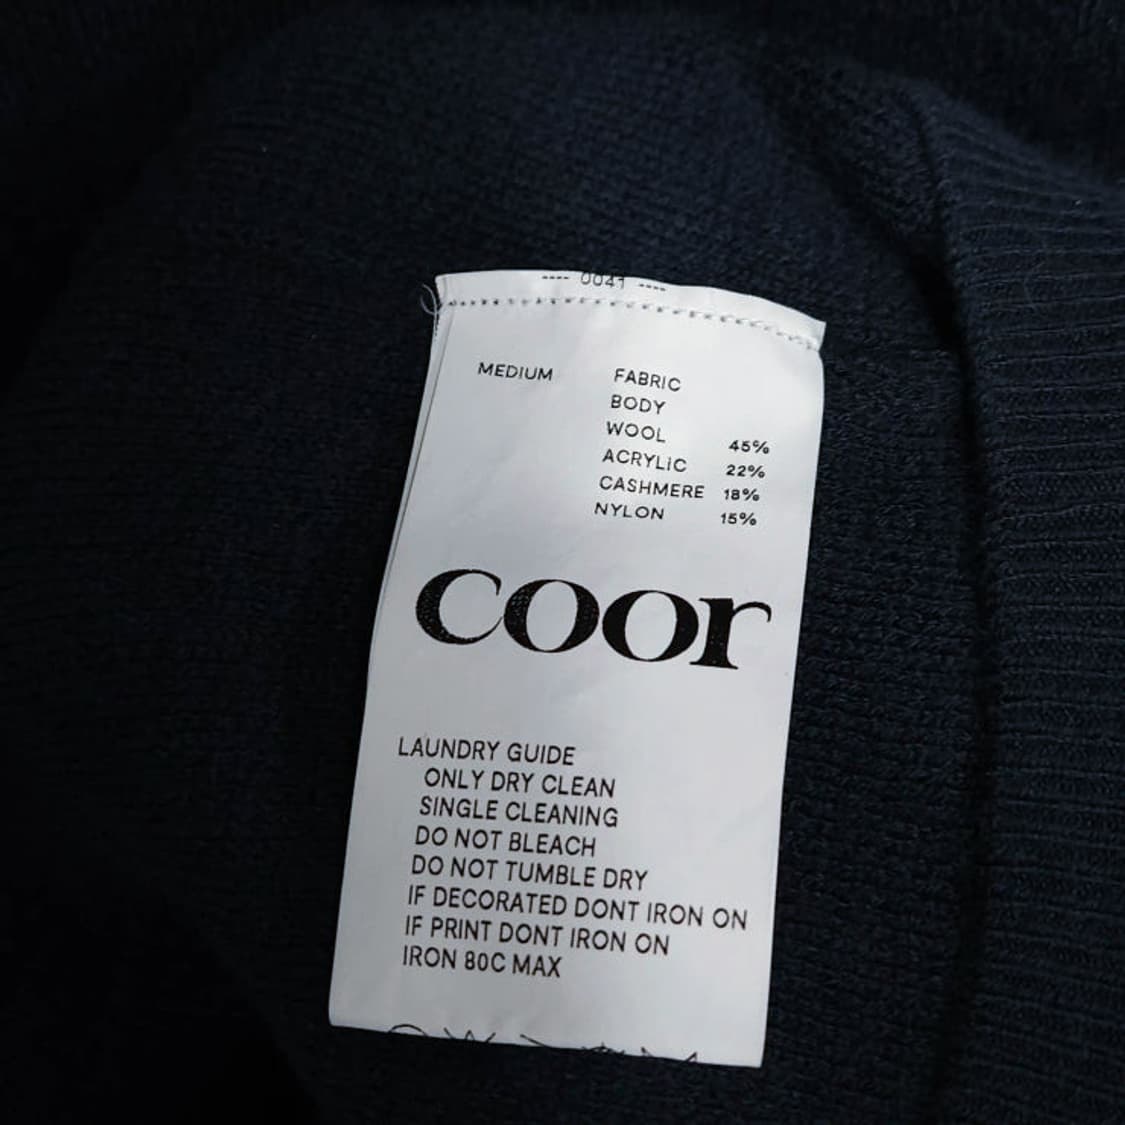 ---- 0041 ----
MEDIUM FABRIC
BODY
WOOL 45%
ACRYLIC 22%
CASHMERE 18%
NYLON 15%
coor
LAUNDRY GUIDE
ONLY DRY CLEAN
SINGLE CLEANING
DO NOT BLEACH
DO NOT TUMBLE DRY
IF DECORATED DONT IRON ON
IF PRINT DONT IRON ON
IRON 80C MAX